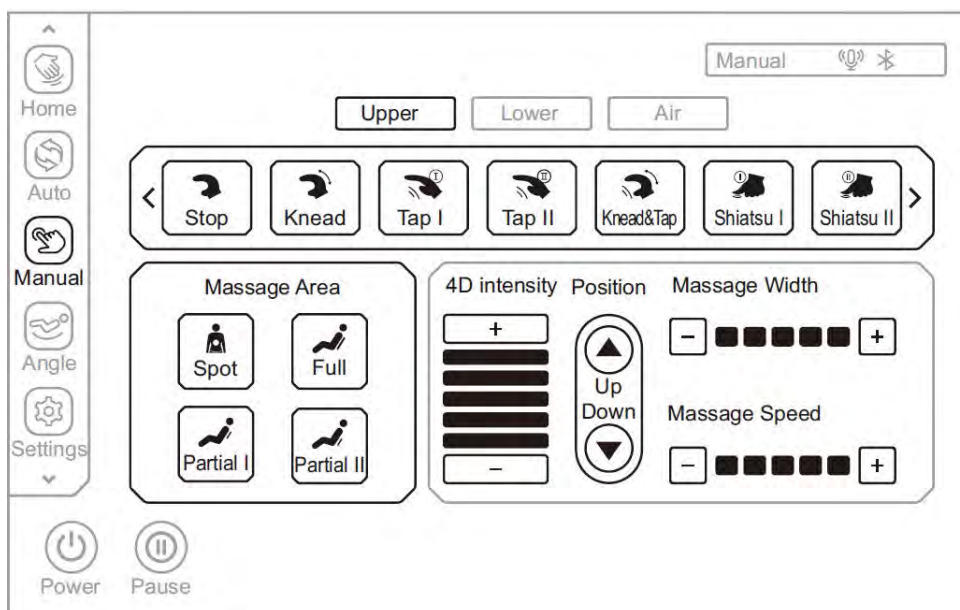 Manual
Home
Upper
Lower
Air
Auto
Stop
Knead
Tap I
Tap II
Knead&Tap
Shiatsu I
Shiatsu II
Manual
Massage Area
4D intensity
Position
Massage Width
+
-
+
Spot
Full
Up
Angle
Down
Massage Speed
Partial I
Partial II
-
-
+
Settings
Power
Pause